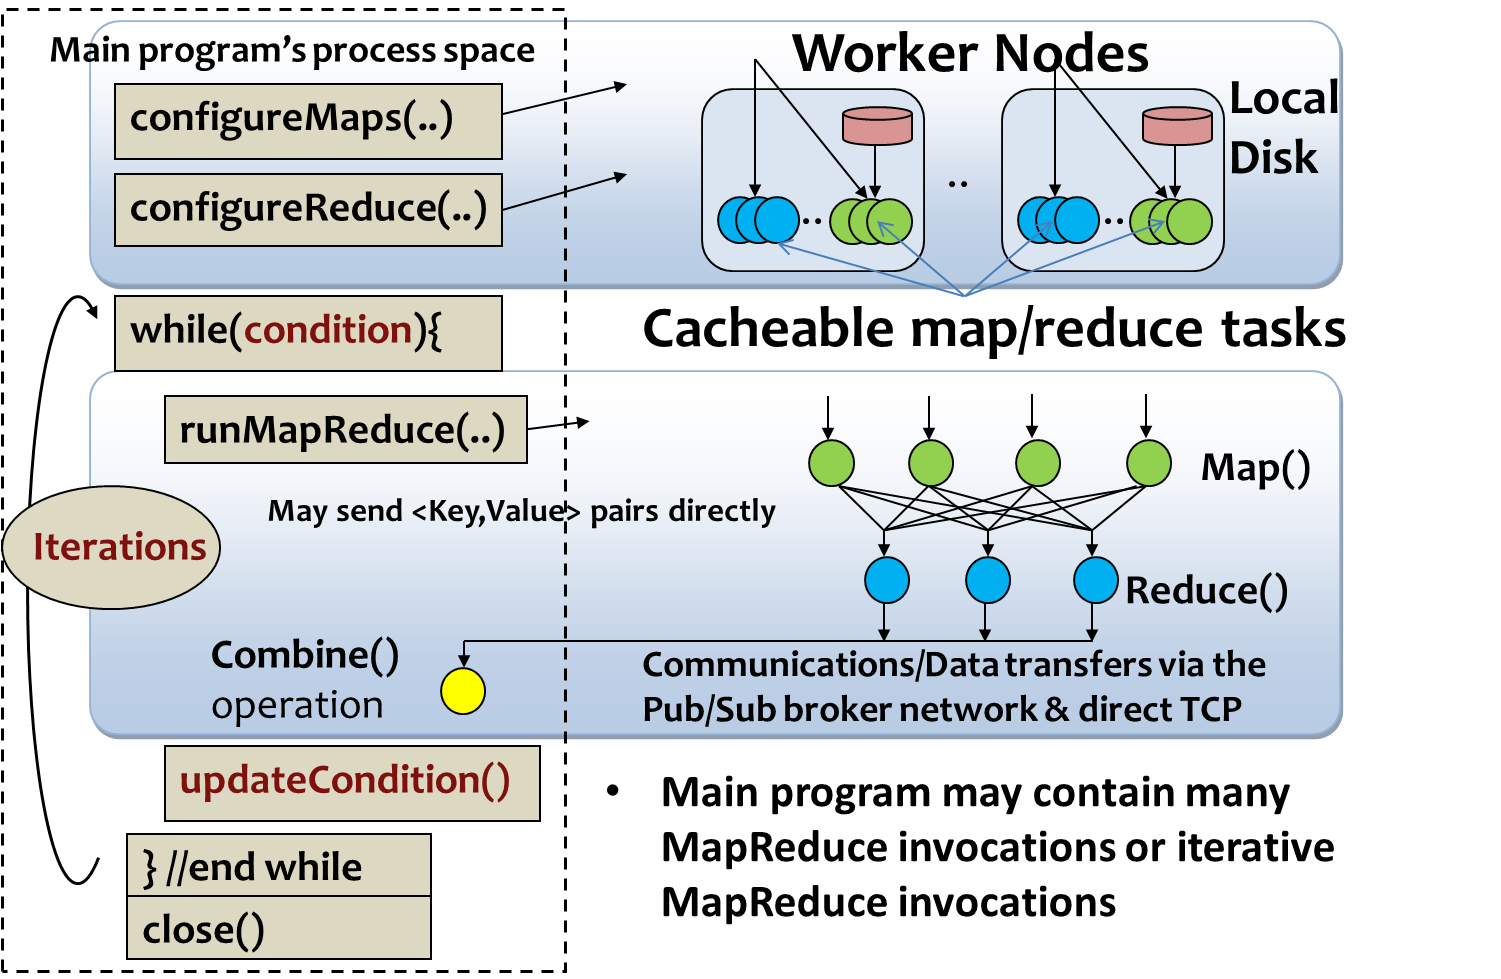 Main program’s process space
Worker Nodes
configureMaps(..)
Local
Disk
configureReduce(..)
..
..
..
while(condition){
Cacheable map/reduce tasks
runMapReduce(..)
Map()
May send <Key,Value> pairs directly
Iterations
Reduce()
Combine()
operation
Communications/Data transfers via the
Pub/Sub broker network & direct TCP
updateCondition()
• Main program may contain many
MapReduce invocations or iterative
MapReduce invocations
} //end while
close()